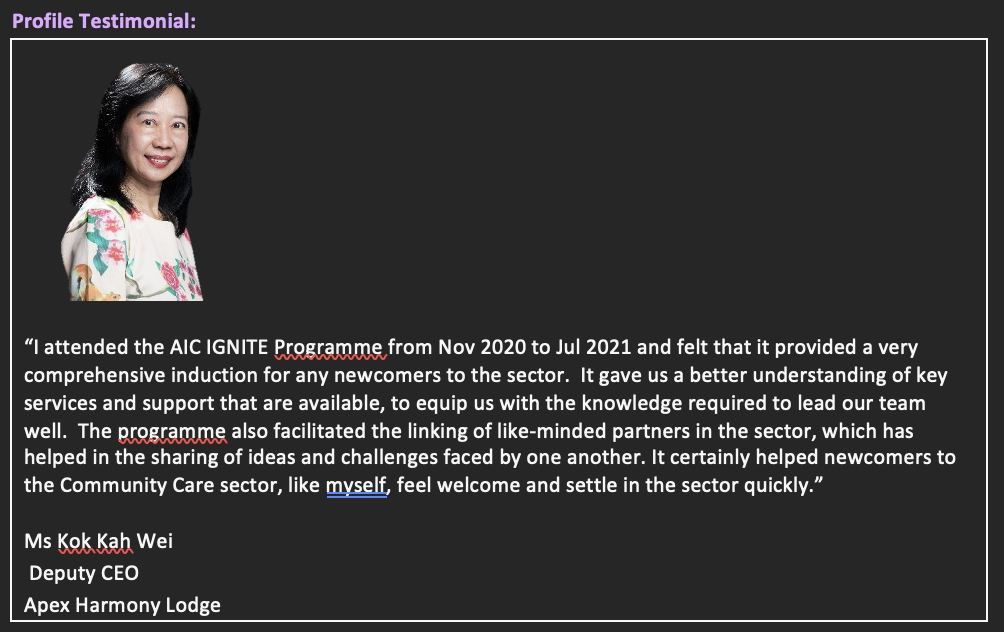 Profile Testimonial:
“I attended the AIC IGNITE Programme from Nov 2020 to Jul 2021 and felt that it provided a very
comprehensive induction for any newcomers to the sector.  It gave us a better understanding of key
services and support that are available, to equip us with the knowledge required to lead our team
well.  The programme also facilitated the linking of like-minded partners in the sector, which has
helped in the sharing of ideas and challenges faced by one another. It certainly helped newcomers to
the Community Care sector, like myself, feel welcome and settle in the sector quickly.”
Ms Kok Kah Wei
Deputy CEO
Apex Harmony Lodge